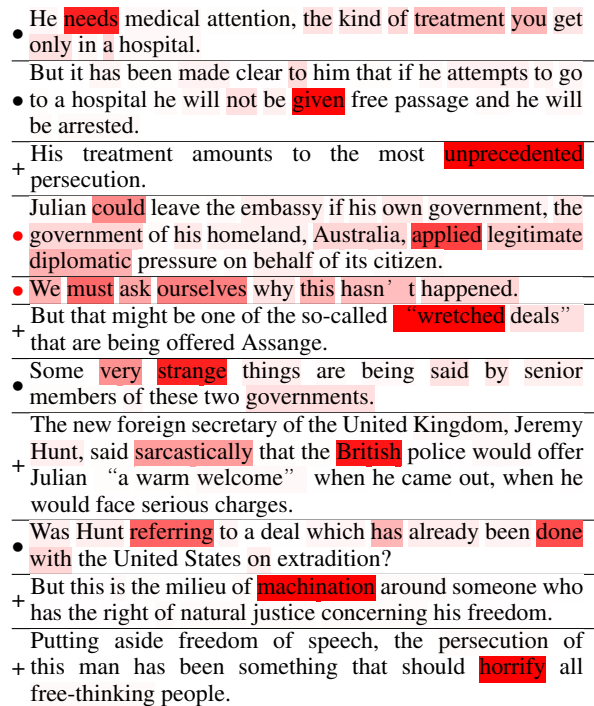 He needs medical attention, the kind of treatment you get
• only in a hospital.
But it has been made clear to him that if he attempts to go
• to a hospital he will not be given free passage and he will
be arrested.
+ His treatment amounts to the most unprecedented
persecution.
Julian could leave the embassy if his own government, the
• government of his homeland, Australia, applied legitimate
diplomatic pressure on behalf of its citizen.
• We must ask ourselves why this hasn’ t happened.
+ But that might be one of the so-called “wretched deals”
that are being offered Assange.
• Some very strange things are being said by senior
members of these two governments.
The new foreign secretary of the United Kingdom, Jeremy
+ Hunt, said sarcastically that the British police would offer
Julian “a warm welcome” when he came out, when he
would face serious charges.
• Was Hunt referring to a deal which has already been done
with the United States on extradition?
+ But this is the milieu of machination around someone who
has the right of natural justice concerning his freedom.
Putting aside freedom of speech, the persecution of
+ this man has been something that should horrify all
free-thinking people.